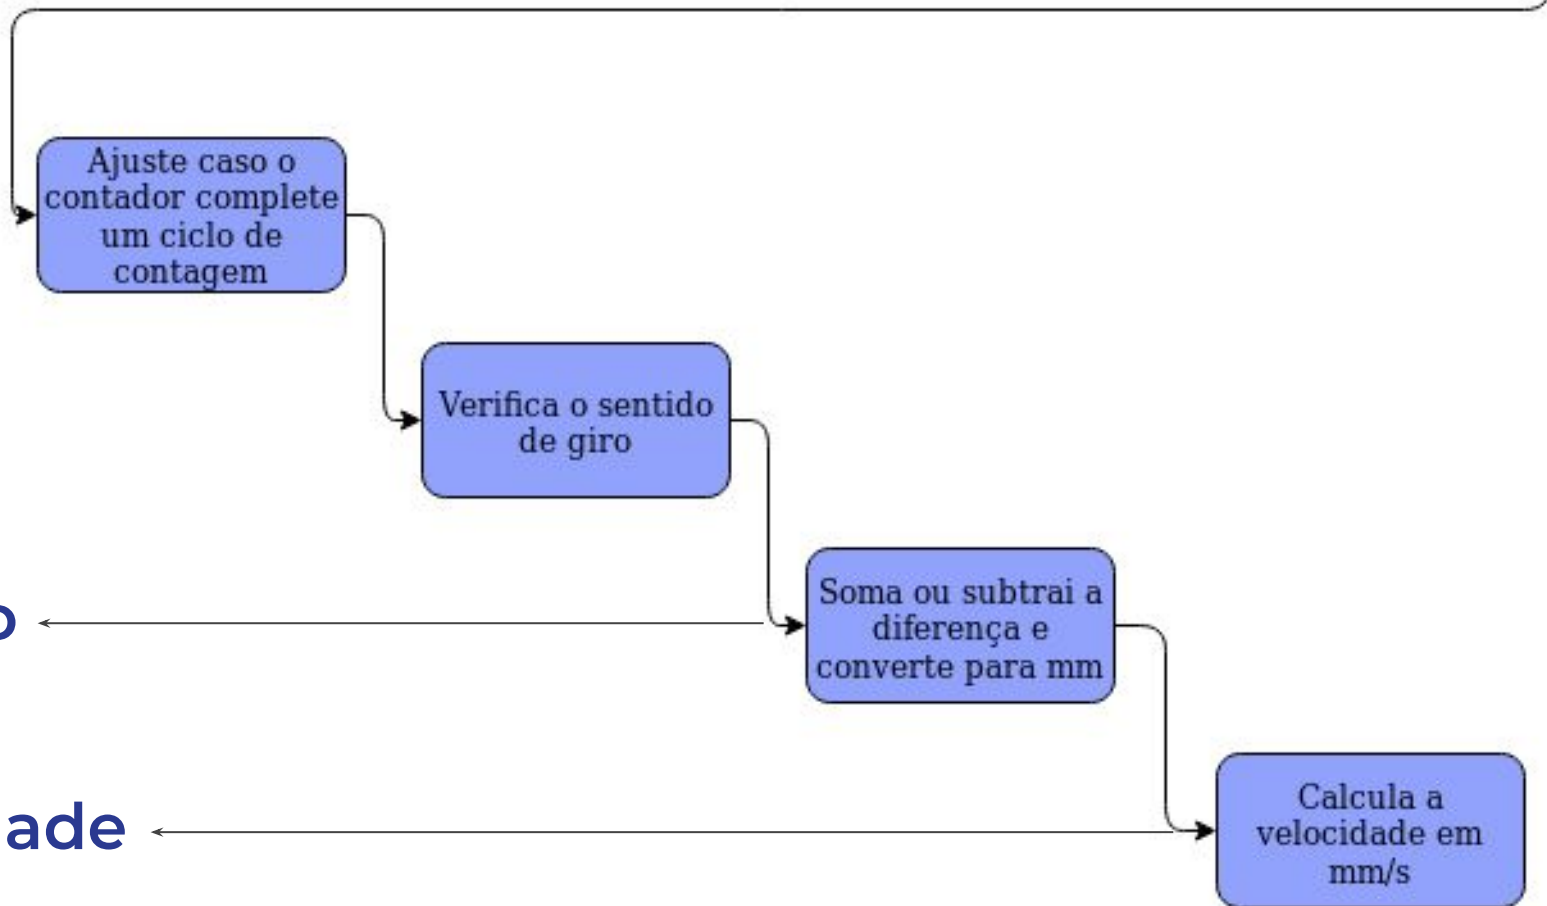 Ajuste caso o
contador complete
um ciclo de
contagem
Verifica o sentido
de giro
Soma ou subtrai a
diferença e
converte para mm
o
Calcula a
velocidade em
mm/s
ade